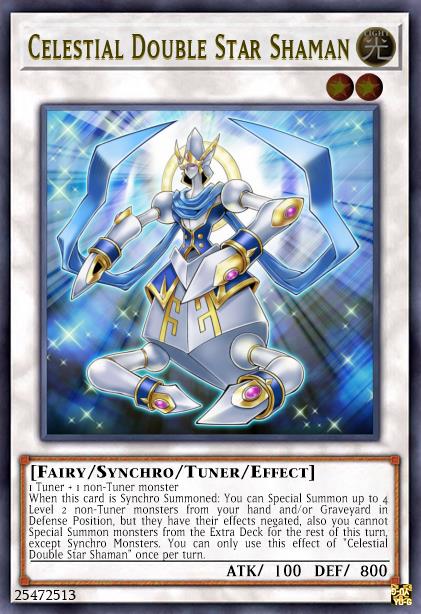 CELESTIAL DOUBLE STAR SHAMAN
LIGHT
光
[FAIRY/SYNCHRO/TUNER/EFFECT]
1 Tuner + 1 non-Tuner monster
When this card is Synchro Summoned: You can Special Summon up to 4
Level 2 non-Tuner monsters from your hand and/or Graveyard in
Defense Position, but they have their effects negated, also you cannot
Special Summon monsters from the Extra Deck for the rest of this turn,
except Synchro Monsters. You can only use this effect of "Celestial
Double Star Shaman" once per turn.
ATK/ 100 DEF/ 800
25472513